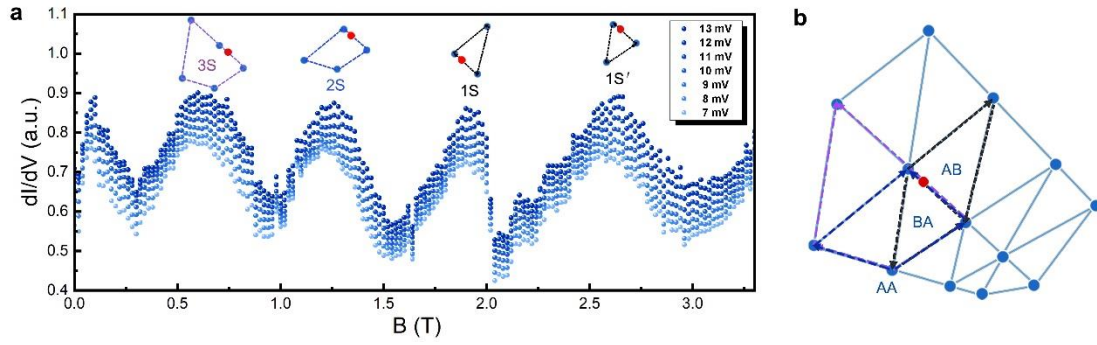 a
b
dI/dV (a.u.)
1.1
1.0
0.9
0.8
0.7
0.6
0.5
0.4
3S
2S
1S
1S′
13 mV
12 mV
11 mV
10 mV
9 mV
8 mV
7 mV
0.0 0.5 1.0 1.5 2.0 2.5 3.0
B (T)
AB
BA
AA